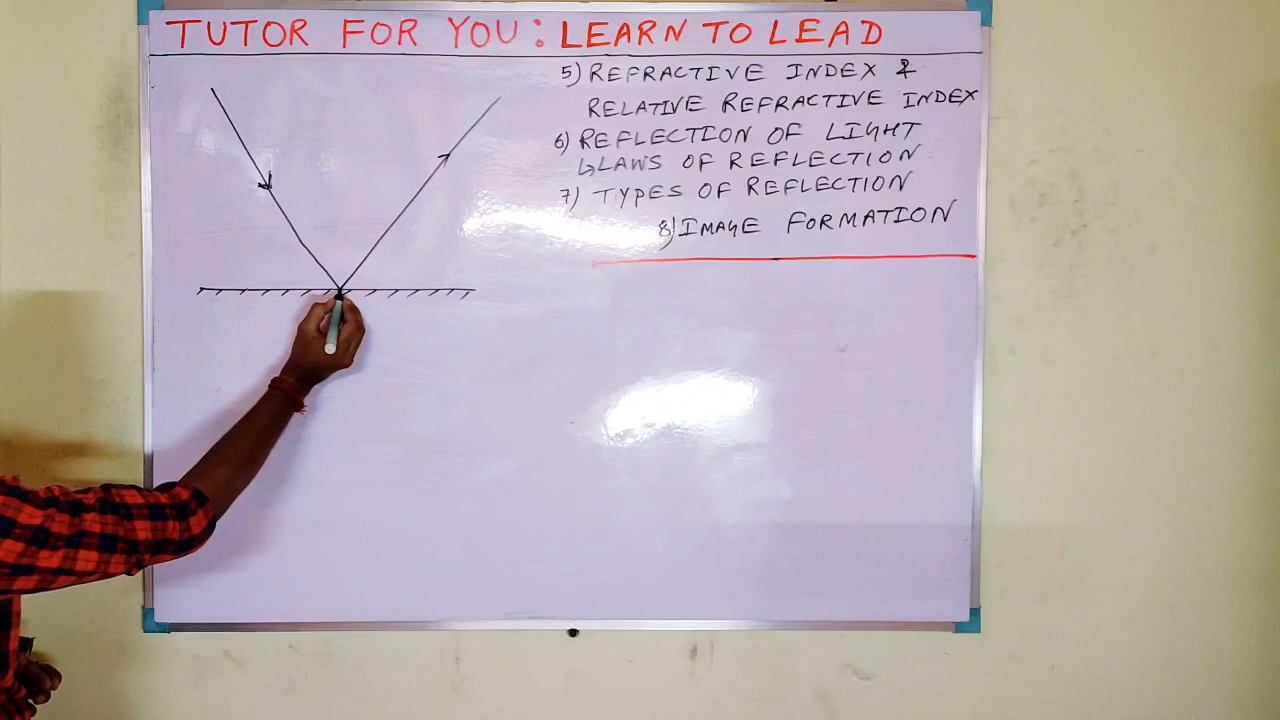 TUTOR FOR YOU: LEARN TO LEAD
5) REFRACTIVE INDEX &
RELATIVE REFRACTIVE INDEX
6) REFLECTION OF LIGHT
↳ LAWS OF REFLECTION
7) TYPES OF REFLECTION
8) IMAGE FORMATION